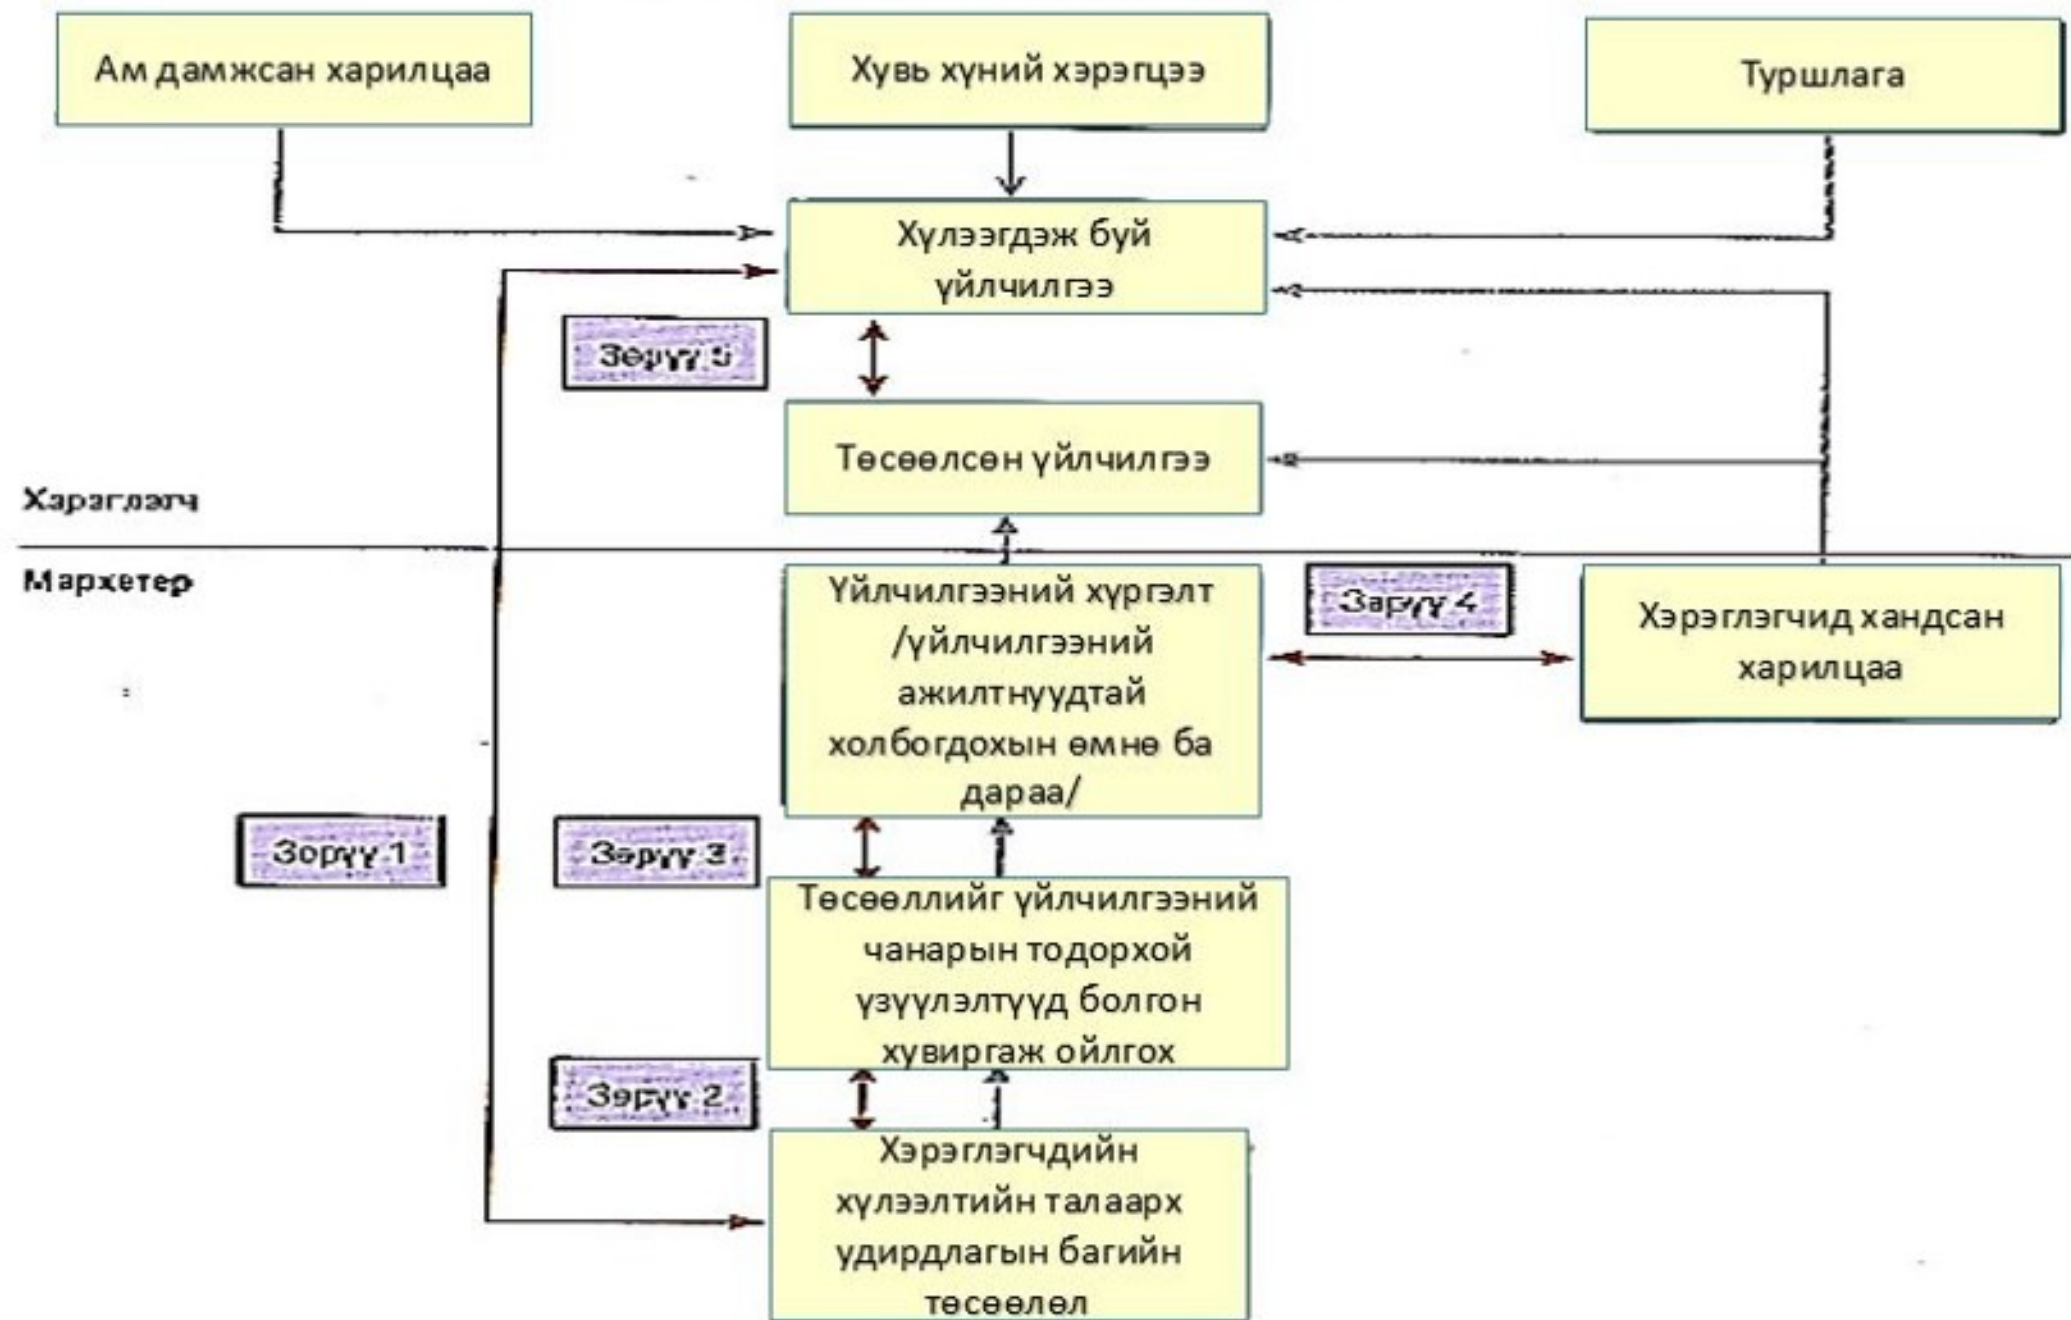 Ам дамжсан харилцаа
Хувь хүний хэрэгцээ
Туршлага
Хүлээгдэж буй
үйлчилгээ
Зөрүү 5
Төсөөлсөн үйлчилгээ
Хэрэглэгч
Мархетер
Үйлчилгээний хүргэлт
/үйлчилгээний
ажилтнуудтай
холбогдохын өмнө ба
дараа/
Зөрүү 4
Хэрэглэгчид хандсан
харилцаа
Зөрүү 1
Зөрүү 3
Төсөөллийг үйлчилгээний
чанарын тодорхой
үзүүлэлтүүд болгон
хувиргаж ойлгох
Зөрүү 2
Хэрэглэгчдийн
хүлээлтийн талаарх
удирдлагын багийн
төсөөлөл